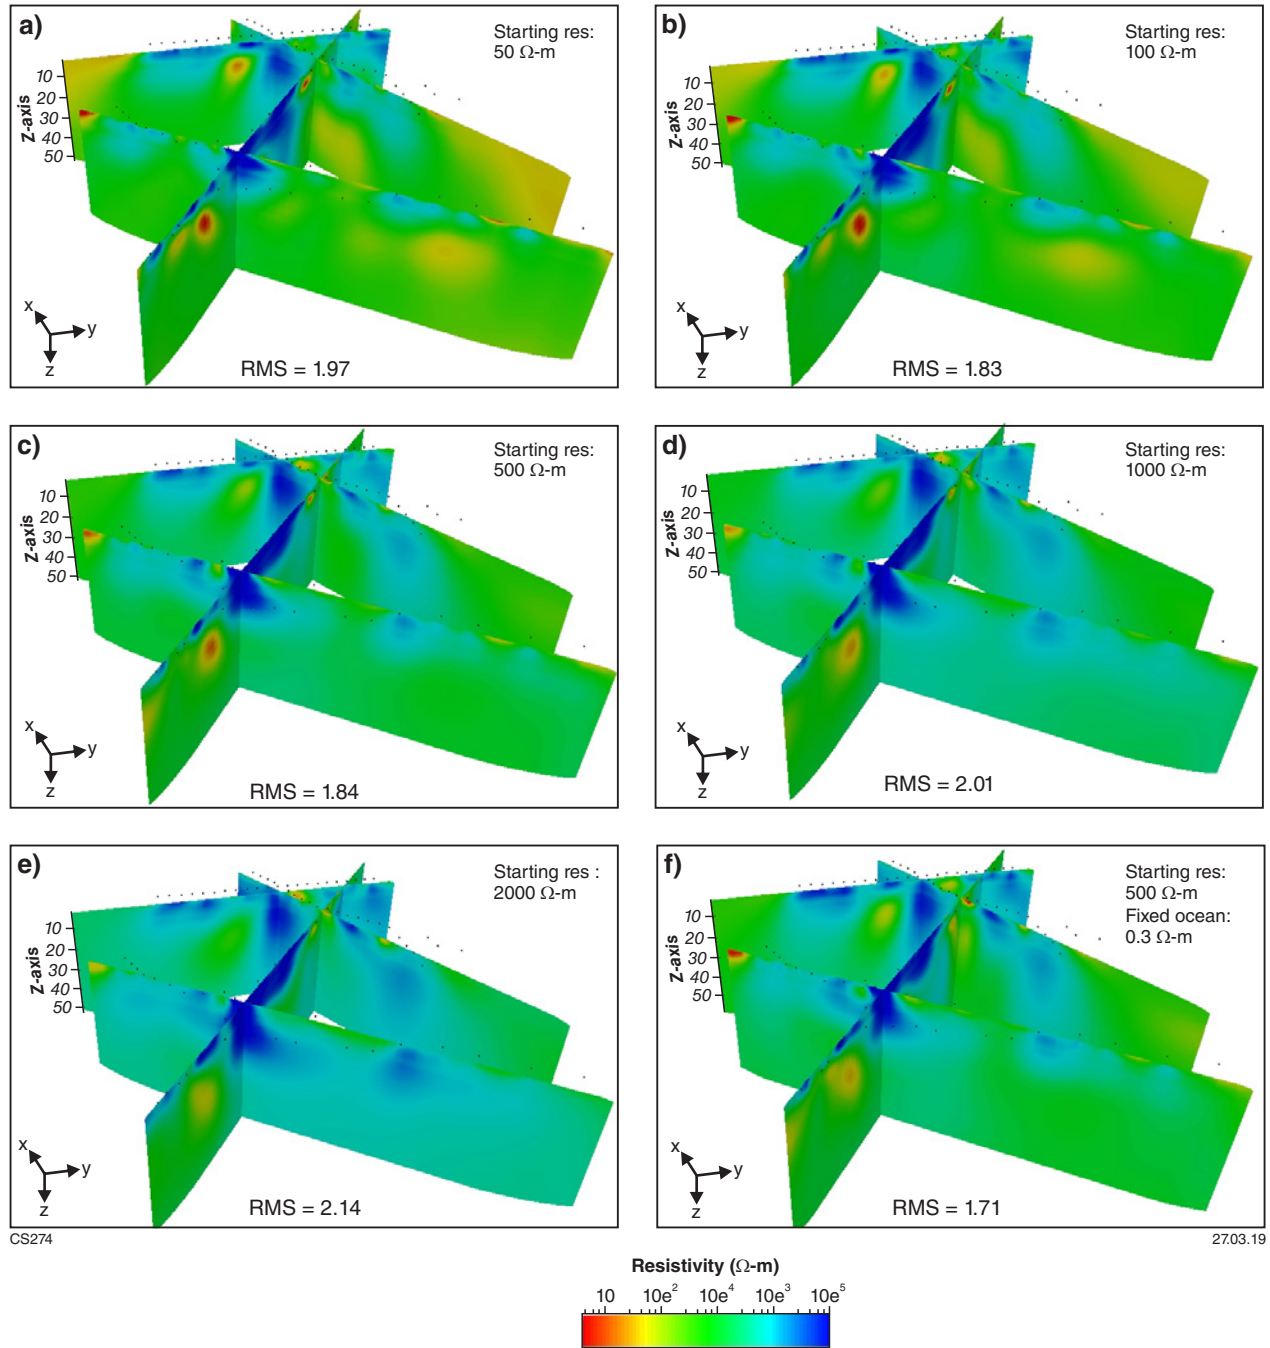 a)
Starting res:
50 Ω-m
Z-axis
10
20
30
40
50
x
y
z
RMS = 1.97
b)
Starting res:
100 Ω-m
Z-axis
10
20
30
40
50
x
y
z
RMS = 1.83
c)
Starting res:
500 Ω-m
Z-axis
10
20
30
40
50
x
y
z
RMS = 1.84
d)
Starting res:
1000 Ω-m
Z-axis
10
20
30
40
50
x
y
z
RMS = 2.01
e)
Starting res :
2000 Ω-m
Z-axis
10
20
30
40
50
x
y
z
RMS = 2.14
f)
Starting res:
500 Ω-m
Fixed ocean:
0.3 Ω-m
Z-axis
10
20
30
40
50
x
y
z
RMS = 1.71
CS274
27.03.19
Resistivity (Ω-m)
10 10e² 10e⁴ 10e³ 10e⁵